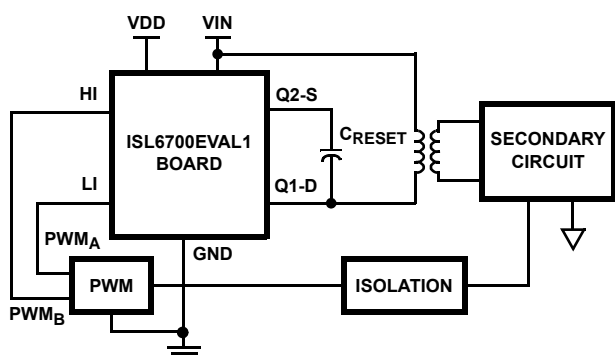 VDD
VIN
HI
Q2-S
ISL6700EVAL1
BOARD
CRESET
SECONDARY
CIRCUIT
LI
Q1-D
PWMA
GND
PWM
ISOLATION
PWMB